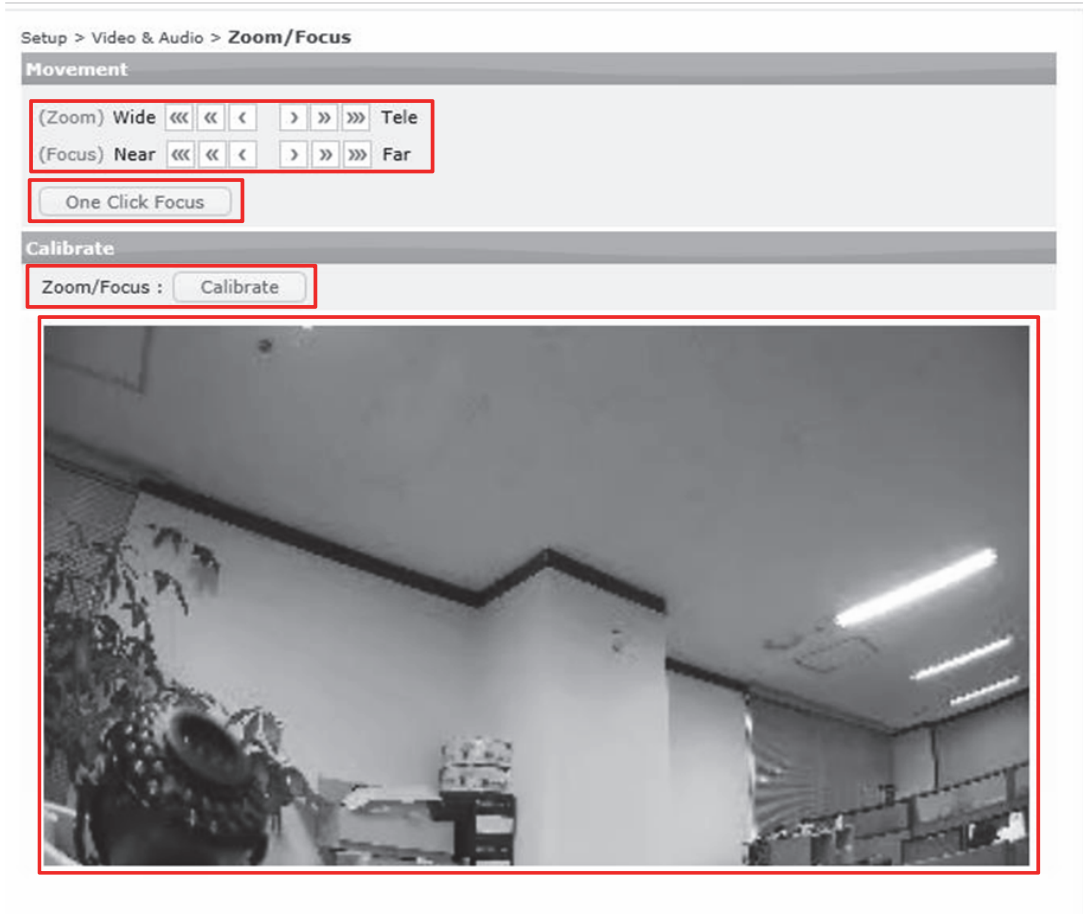 Setup > Video & Audio > Zoom/Focus
Movement
(Zoom) Wide ««« «« « » »» »»» Tele
(Focus) Near ««« «« « » »» »»» Far
One Click Focus
Calibrate
Zoom/Focus : Calibrate